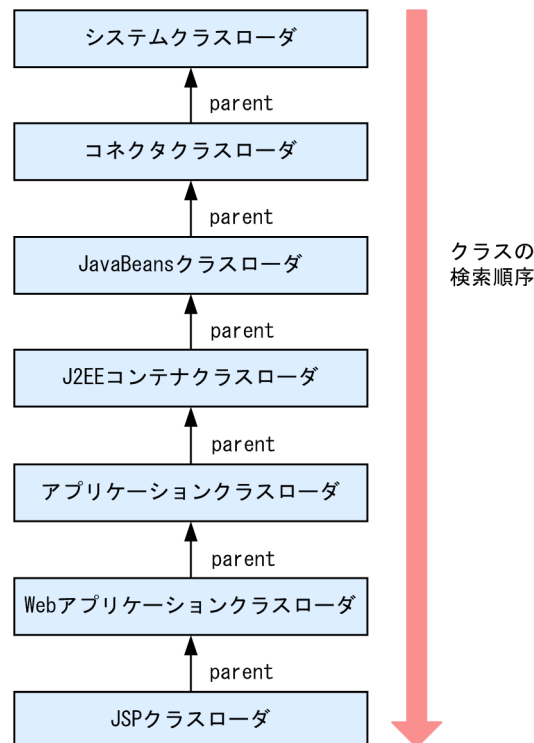 システムクラスローダ
parent
コネクタクラスローダ
parent
JavaBeansクラスローダ
parent
J2EEコンテナクラスローダ
parent
アプリケーションクラスローダ
parent
Webアプリケーションクラスローダ
parent
JSPクラスローダ
クラスの
検索順序